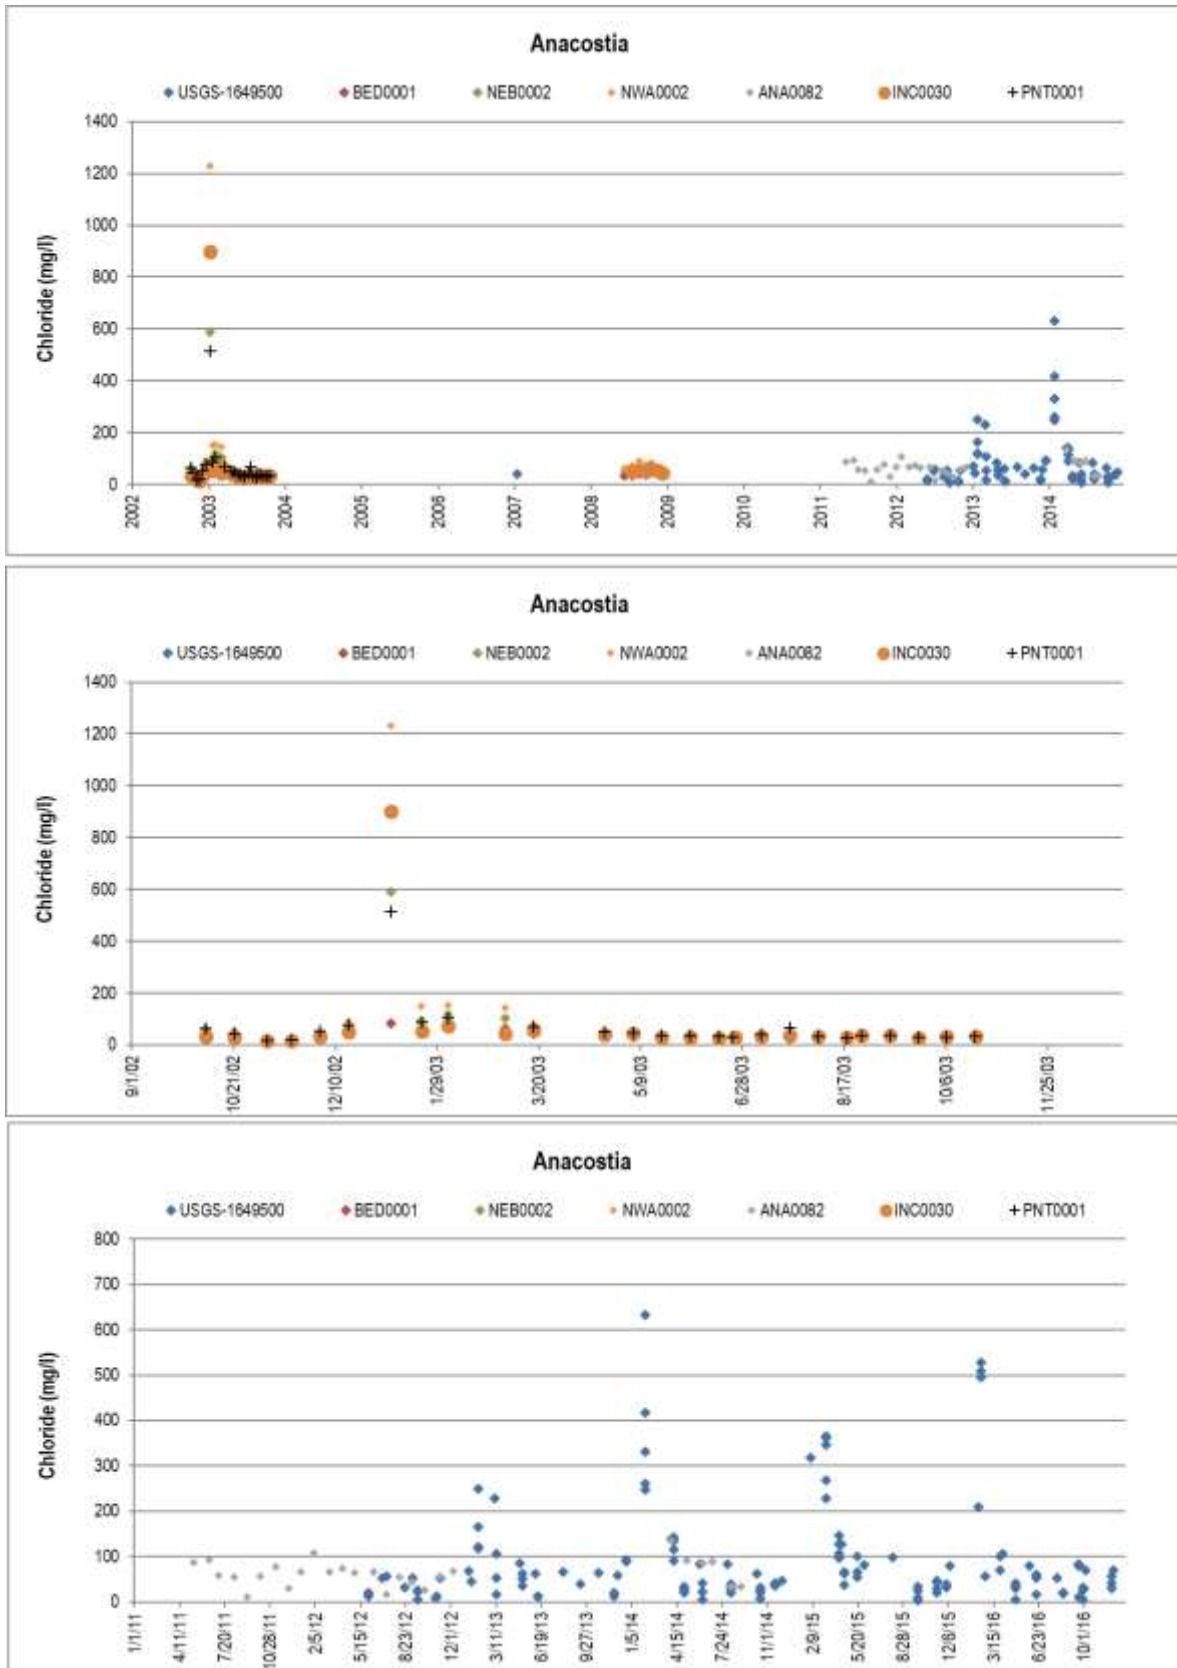 Anacostia
USGS-1649500 BED0001 NEB0002 NWA0002 ANA0082 INC0030 PNT0001
Chloride (mg/l)
1400
1200
1000
800
600
400
200
0
2002 2003 2004 2005 2006 2007 2008 2009 2010 2011 2012 2013 2014
Anacostia
USGS-1649500 BED0001 NEB0002 NWA0002 ANA0082 INC0030 PNT0001
Chloride (mg/l)
1400
1200
1000
800
600
400
200
0
9/1/02 10/21/02 12/10/02 1/29/03 3/20/03 5/9/03 6/28/03 8/17/03 10/6/03 11/25/03
Anacostia
USGS-1649500 BED0001 NEB0002 NWA0002 ANA0082 INC0030 PNT0001
Chloride (mg/l)
800
700
600
500
400
300
200
100
0
1/1/11 4/11/11 7/20/11 10/28/11 2/5/12 5/15/12 8/23/12 12/1/12 3/11/13 6/19/13 9/27/13 1/5/14 4/15/14 7/24/14 11/1/14 2/9/15 5/20/15 8/28/15 12/6/15 3/15/16 6/23/16 10/1/16